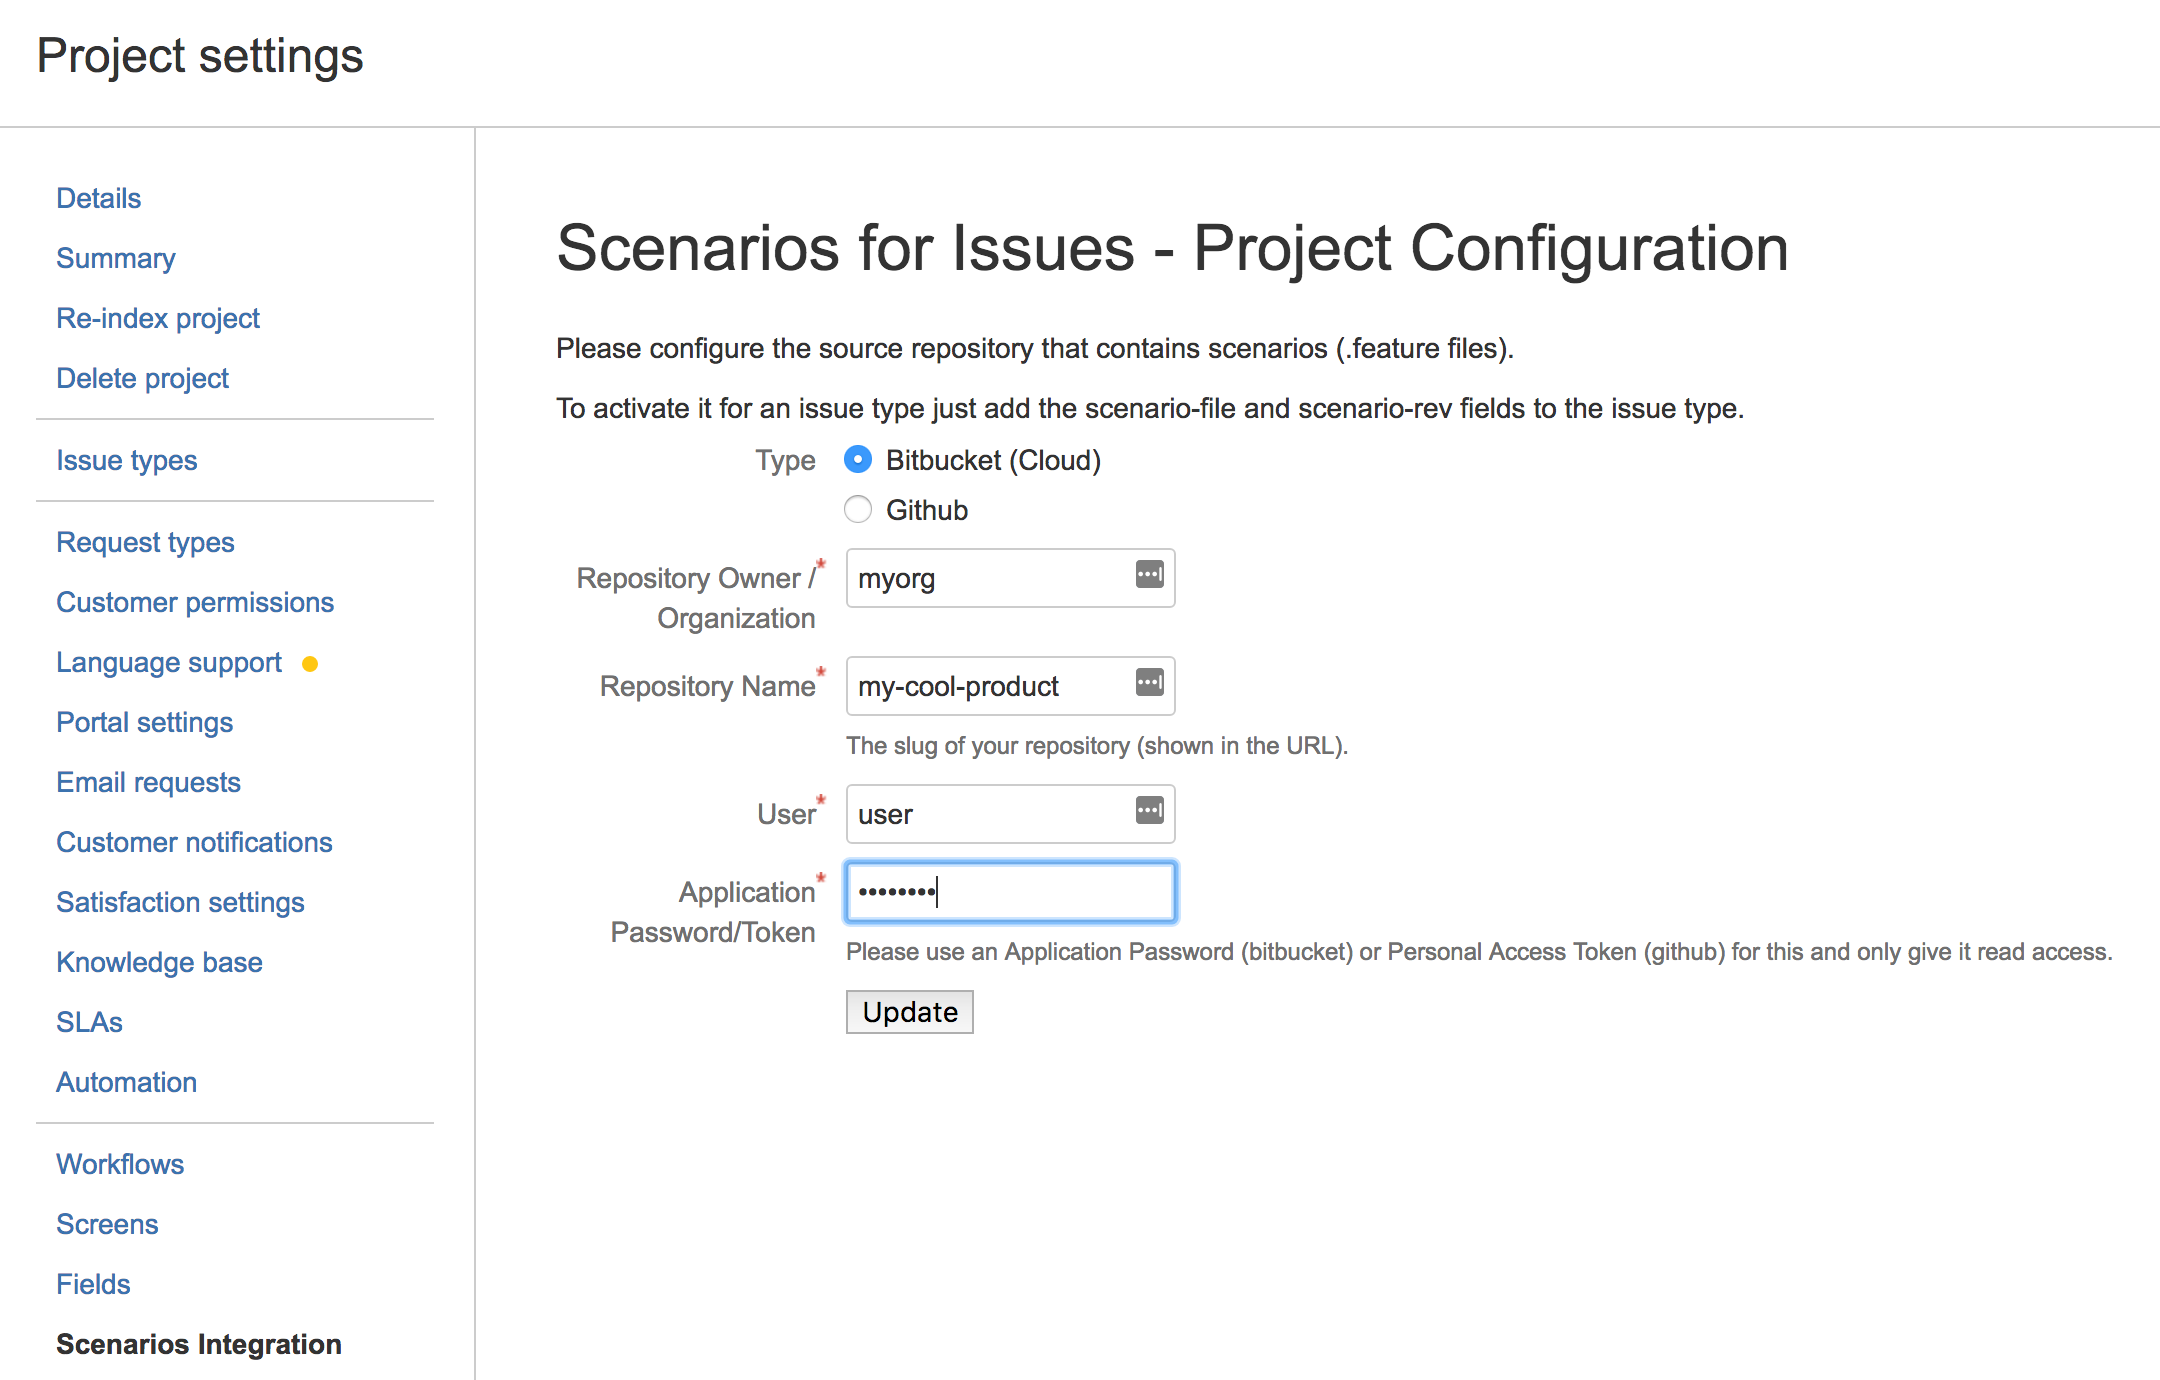 Project settings
Details
Summary
Re-index project
Delete project
Issue types
Request types
Customer permissions
Language support
Portal settings
Email requests
Customer notifications
Satisfaction settings
Knowledge base
SLAs
Automation
Workflows
Screens
Fields
Scenarios Integration
Scenarios for Issues - Project Configuration
Please configure the source repository that contains scenarios (.feature files).
To activate it for an issue type just add the scenario-file and scenario-rev fields to the issue type.
Type Bitbucket (Cloud)
Github
Repository Owner /* myorg
Organization
Repository Name* my-cool-product
The slug of your repository (shown in the URL).
User* user
Application* ••••••••
Password/Token
Please use an Application Password (bitbucket) or Personal Access Token (github) for this and only give it read access.
Update